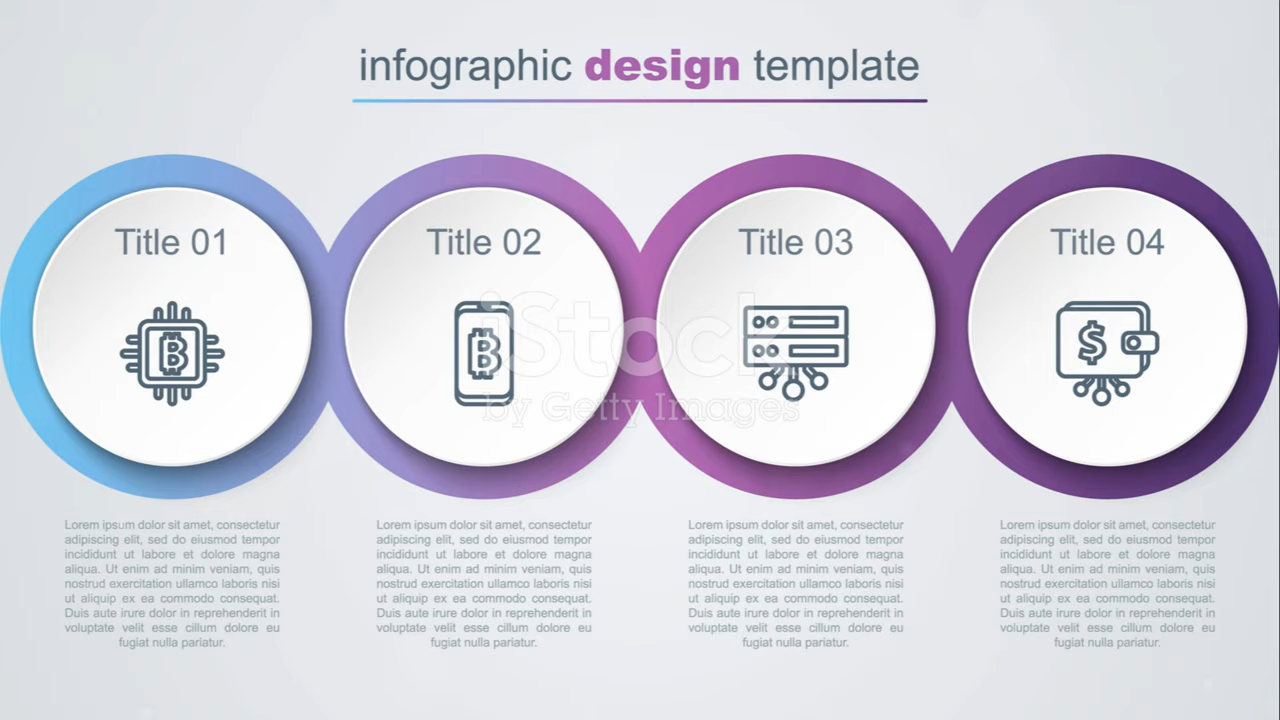 infographic design template
Title 01
Title 02
Title 03
Title 04
B
B
$
iStock
by Getty Images
Lorem ipsum dolor sit amet, consectetur
adipiscing elit, sed do eiusmod tempor
incididunt ut labore et dolore magna
aliqua. Ut enim ad minim veniam, quis
nostrud exercitation ullamco laboris nisi
ut aliquip ex ea commodo consequat.
Duis aute irure dolor in reprehenderit in
voluptate velit esse cillum dolore eu
fugiat nulla pariatur.
Lorem ipsum dolor sit amet, consectetur
adipiscing elit, sed do eiusmod tempor
incididunt ut labore et dolore magna
aliqua. Ut enim ad minim veniam, quis
nostrud exercitation ullamco laboris nisi
ut aliquip ex ea commodo consequat.
Duis aute irure dolor in reprehenderit in
voluptate velit esse cillum dolore eu
fugiat nulla pariatur.
Lorem ipsum dolor sit amet, consectetur
adipiscing elit, sed do eiusmod tempor
incididunt ut labore et dolore magna
aliqua. Ut enim ad minim veniam, quis
nostrud exercitation ullamco laboris nisi
ut aliquip ex ea commodo consequat.
Duis aute irure dolor in reprehenderit in
voluptate velit esse cillum dolore eu
fugiat nulla pariatur.
Lorem ipsum dolor sit amet, consectetur
adipiscing elit, sed do eiusmod tempor
incididunt ut labore et dolore magna
aliqua. Ut enim ad minim veniam, quis
nostrud exercitation ullamco laboris nisi
ut aliquip ex ea commodo consequat.
Duis aute irure dolor in reprehenderit in
voluptate velit esse cillum dolore eu
fugiat nulla pariatur.